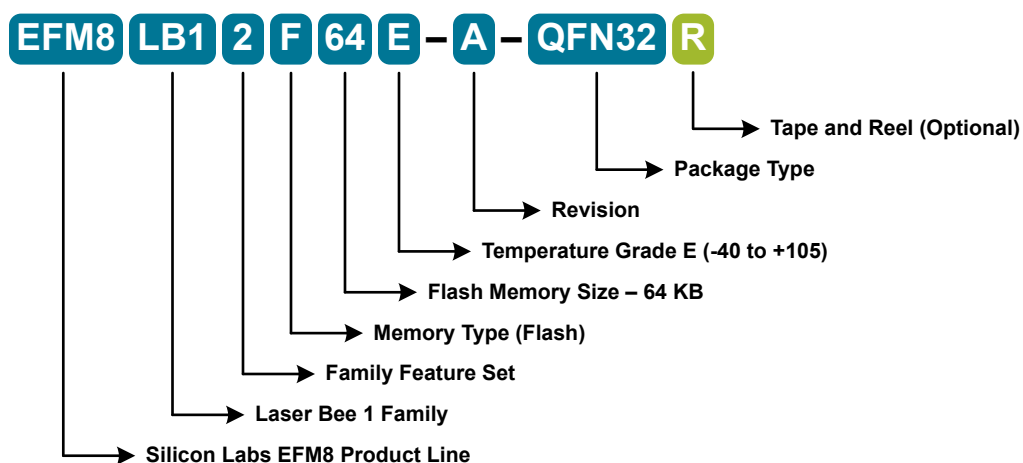 EFM8 LB1 2 F 64 E – A – QFN32 R
Tape and Reel (Optional)
Package Type
Revision
Temperature Grade E (-40 to +105)
Flash Memory Size – 64 KB
Memory Type (Flash)
Family Feature Set
Laser Bee 1 Family
Silicon Labs EFM8 Product Line